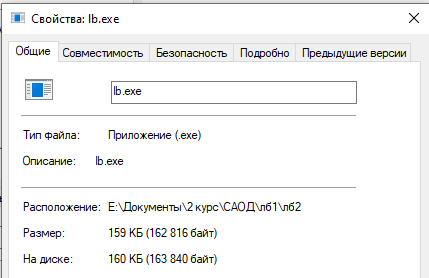 Свойства: lb.exe
Общие Совместимость Безопасность Подробно Предыдущие версии
lb.exe
Тип файла: Приложение (.exe)
Описание: lb.exe
Расположение: E:\Документы\2 курс\САОД\лб1\лб2
Размер: 159 КБ (162 816 байт)
На диске: 160 КБ (163 840 байт)